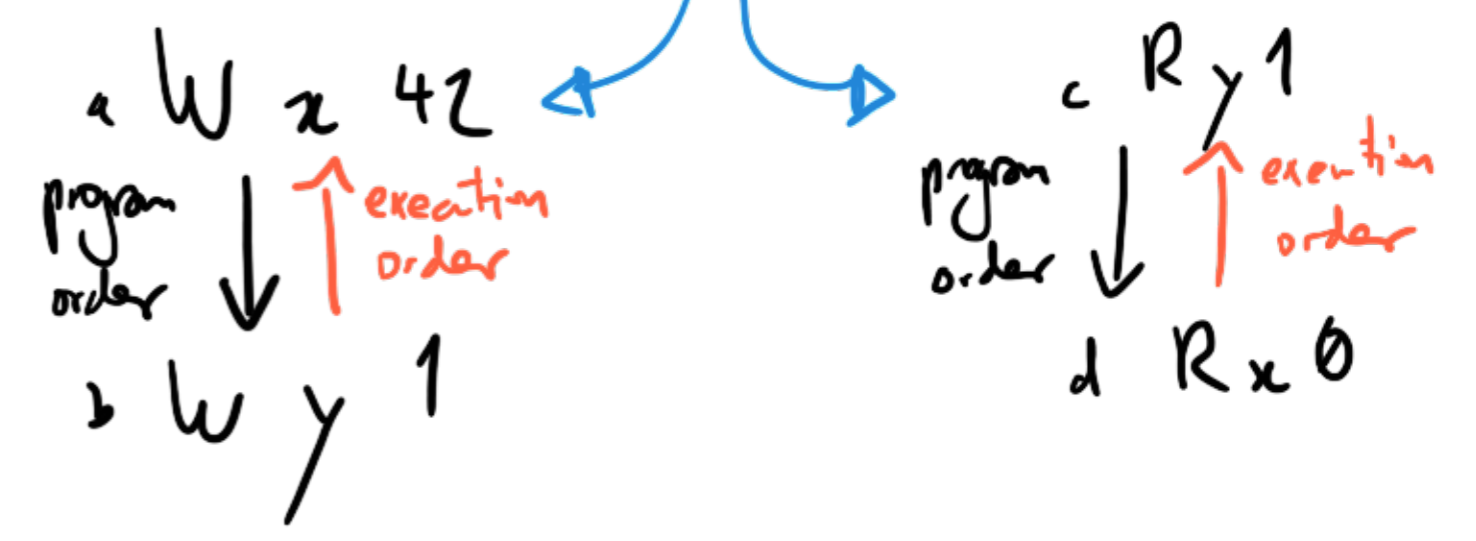 a W x 42
program
order
execution
order
b W y 1
c R y 1
program
order
execution
order
d R x 0